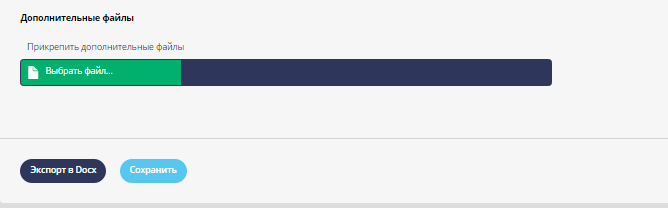 Дополнительные файлы
Прикрепить дополнительные файлы
Выбрать файл...
Экспорт в Docx
Сохранить